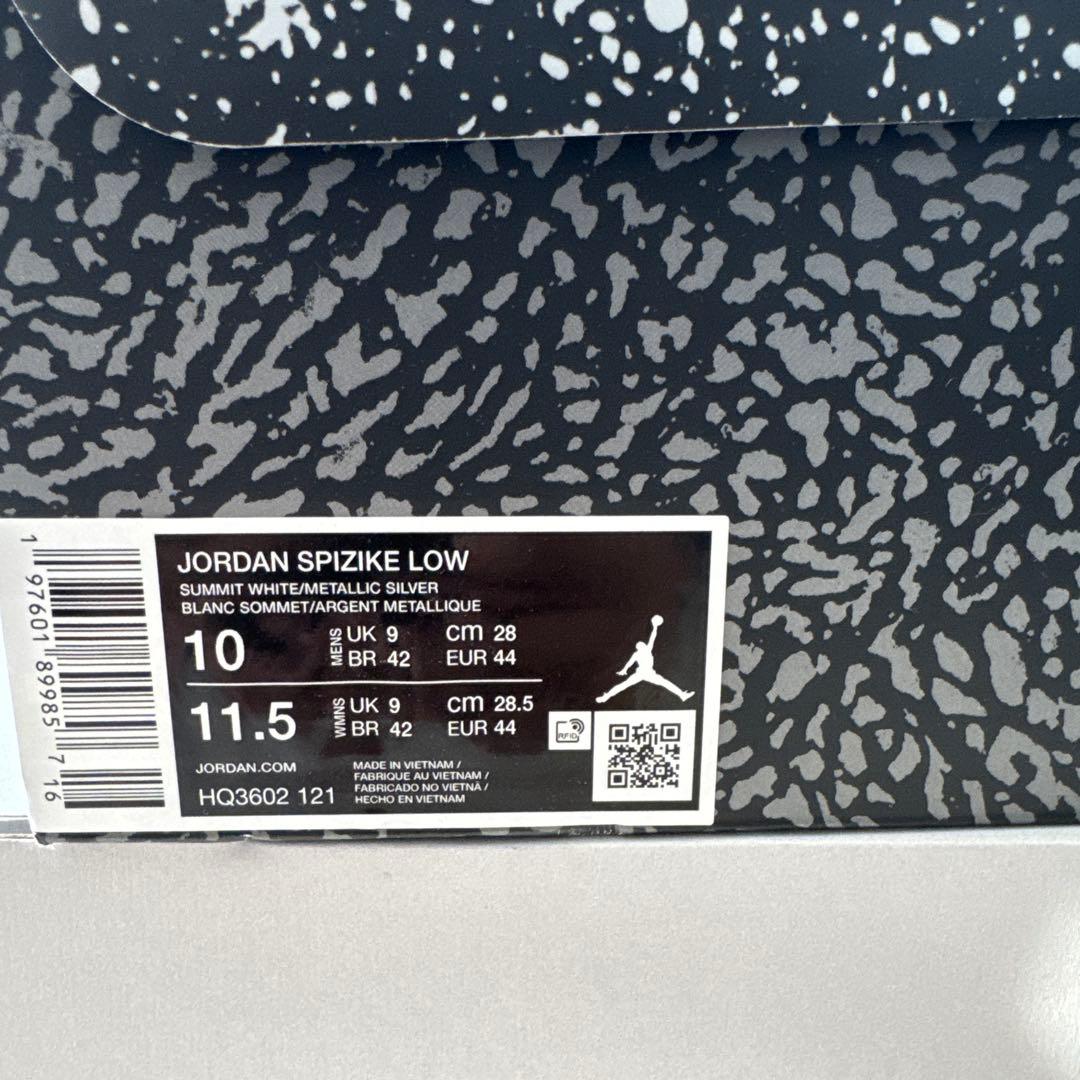 JORDAN SPIZIKE LOW
SUMMIT WHITE/METALLIC SILVER
BLANC SOMMET/ARGENT METALLIQUE
10 MENS UK 9 cm 28
BR 42 EUR 44
11.5 WMNS UK 9 cm 28.5
BR 42 EUR 44
RFID
JORDAN.COM
HQ3602 121
MADE IN VIETNAM /
FABRIQUE AU VIETNAM /
FABRICADO NO VIETNÁ /
HECHO EN VIETNAM
1 97601 89985 7 16